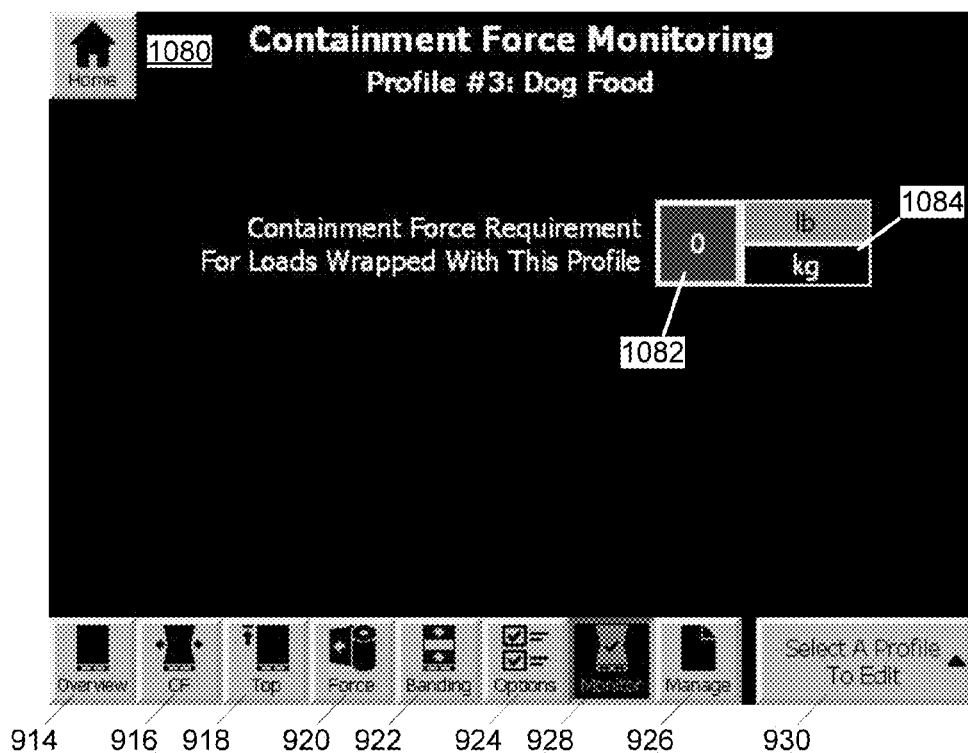 Home
1080
Containment Force Monitoring
Profile #3: Dog Food
1084
Containment Force Requirement
For Loads Wrapped With This Profile
0
lb
kg
1082
Overview
CF
Top
Force
Banding
Options
Monitor
Manage
Select A Profile
To Edit
914 916 918 920 922 924 928 926 930